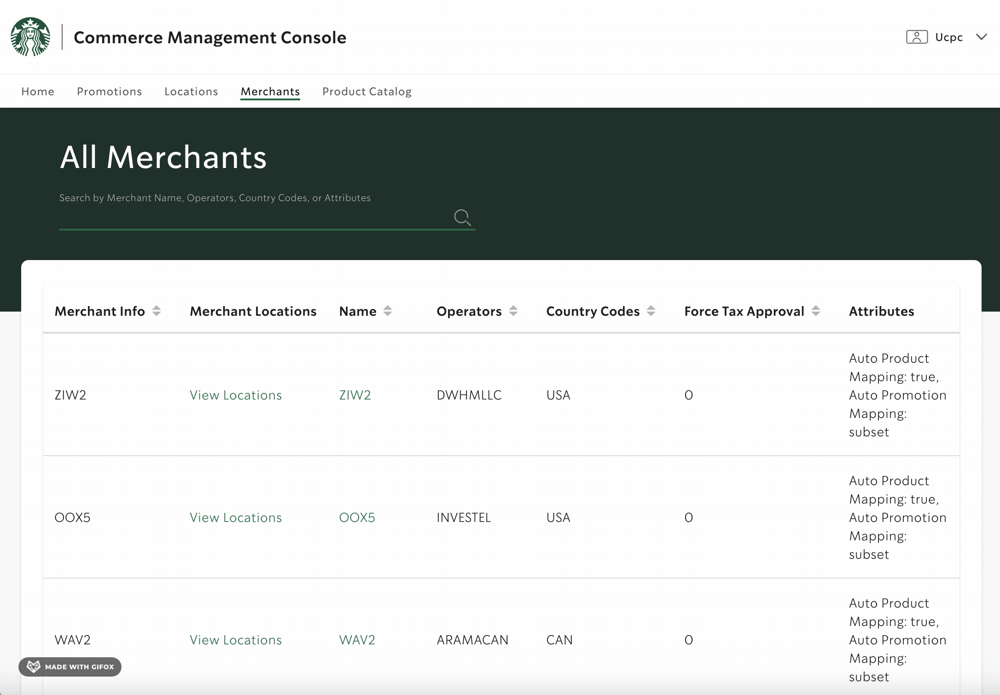 Commerce Management Console
Ucpc
Home Promotions Locations Merchants Product Catalog
All Merchants
Search by Merchant Name, Operators, Country Codes, or Attributes
Merchant Info Merchant Locations Name Operators Country Codes Force Tax Approval Attributes
ZIW2 View Locations ZIW2 DWHMLLC USA 0
Auto Product
Mapping: true,
Auto Promotion
Mapping:
subset
OOX5 View Locations OOX5 INVESTEL USA 0
Auto Product
Mapping: true,
Auto Promotion
Mapping:
subset
WAV2 View Locations WAV2 ARAMACAN CAN 0
Auto Product
Mapping: true,
Auto Promotion
Mapping:
subset
MADE WITH GIFOX